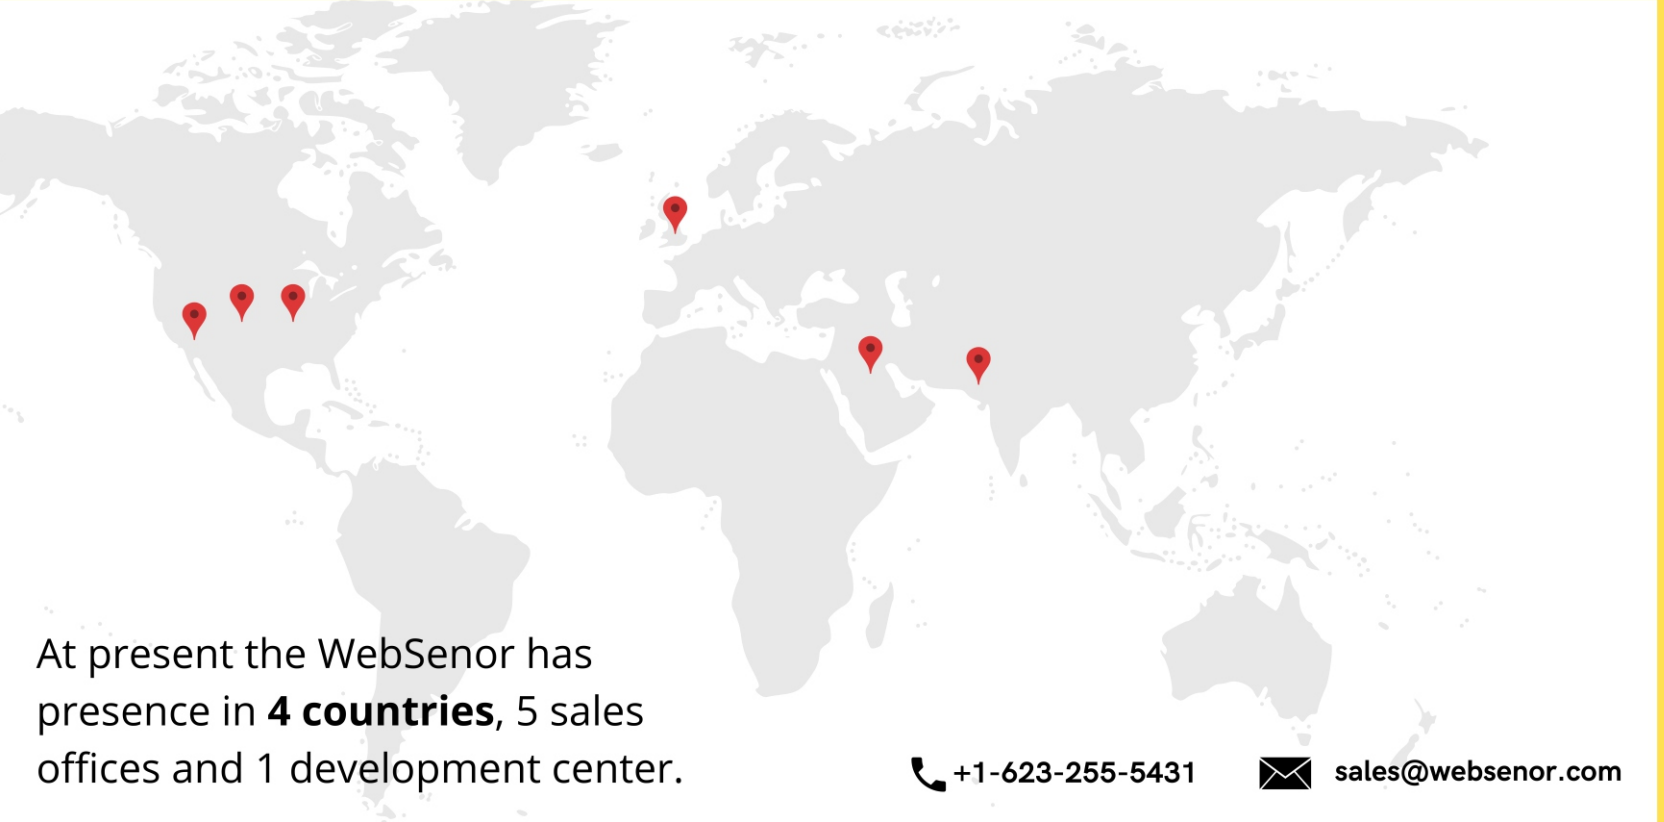 At present the WebSenor has
presence in 4 countries, 5 sales
offices and 1 development center.
+1-623-255-5431
sales@websenor.com